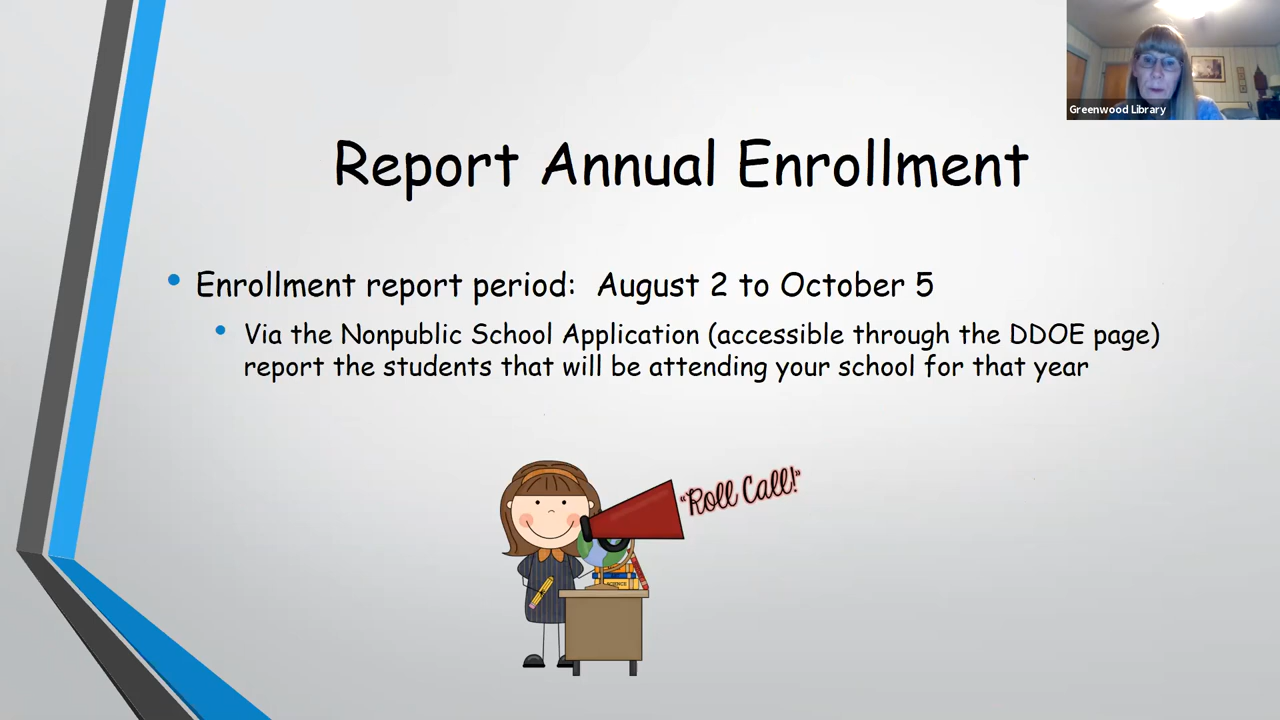 Greenwood Library
Report Annual Enrollment
Enrollment report period: August 2 to October 5
Via the Nonpublic School Application (accessible through the DDOE page)
report the students that will be attending your school for that year
"Roll Call!"
SCIENCE